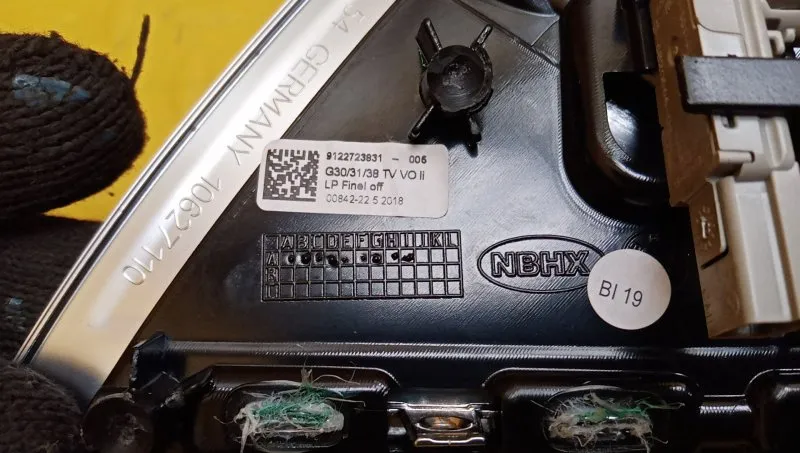 54 GERMANY 10627110
9122723831 - 005
G30/31/38 TV VO li
LP Finel off
00842-22.5.2018
A B C D E F G H I J K L
A
B
C
NBHX
BI 19